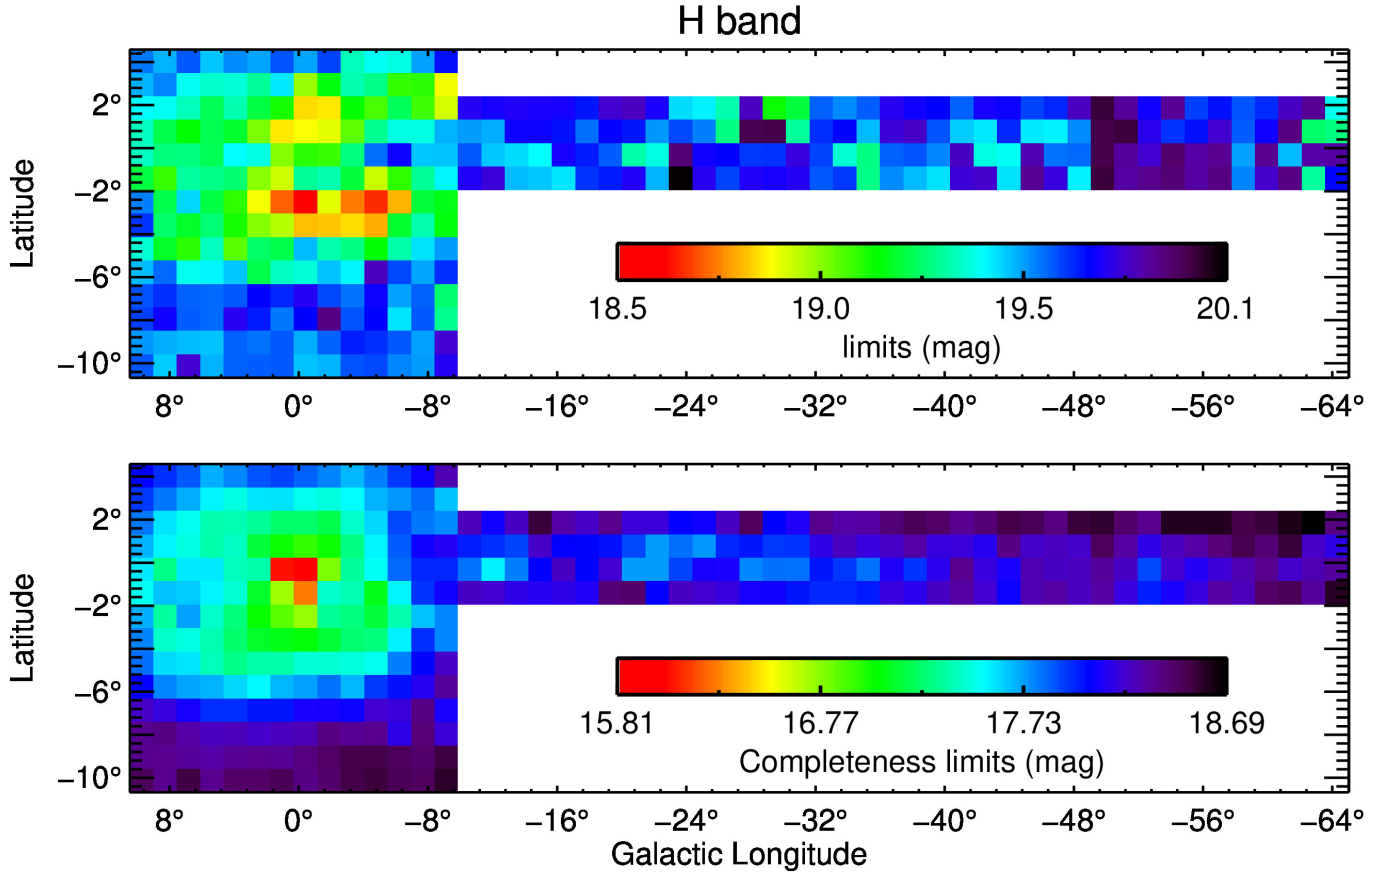 H band
Latitude
2°
−2°
−6°
−10°
18.5 19.0 19.5 20.1
limits (mag)
8° 0° −8° −16° −24° −32° −40° −48° −56° −64°
Latitude
2°
−2°
−6°
−10°
15.81 16.77 17.73 18.69
Completeness limits (mag)
8° 0° −8° −16° −24° −32° −40° −48° −56° −64°
Galactic Longitude